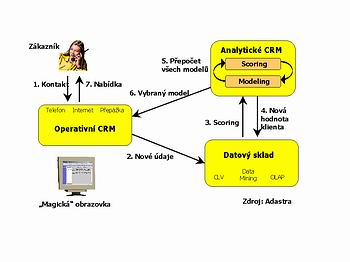 Zákazník
Analytické CRM
Scoring
Modeling
5. Přepočet
všech modelů
1. Kontakt
7. Nabídka
6. Vybraný model
Telefon Internet Přepážka
Operativní CRM
3. Scoring
4. Nová
hodnota
klienta
2. Nové údaje
Datový sklad
CLV
Data
Mining
OLAP
„Magická" obrazovka
Zdroj: Adastra